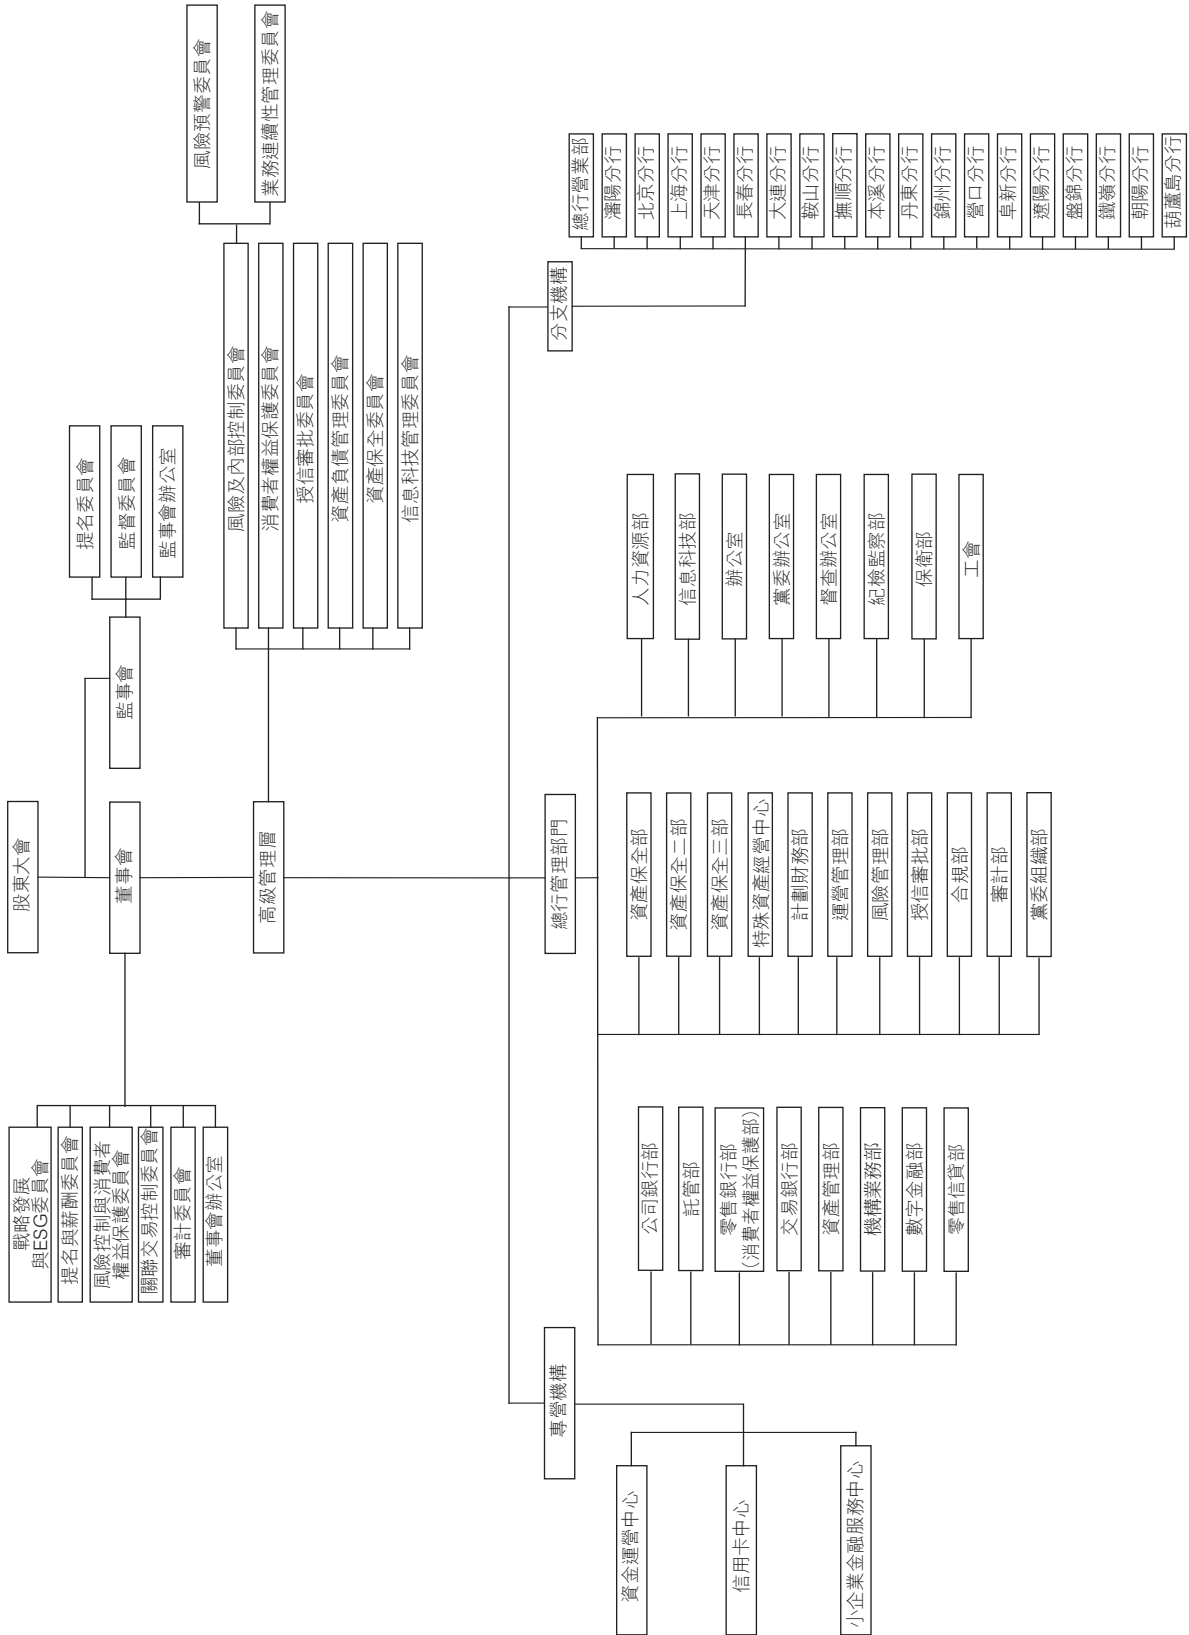 股東大會
董事會
監事會
提名委員會
監督委員會
監事會辦公室
戰略發展
與ESG委員會
提名與薪酬委員會
風險控制與消費者
權益保護委員會
關聯交易控制委員會
審計委員會
董事會辦公室
高級管理層
風險及內部控制委員會
消費者權益保護委員會
授信審批委員會
資產負債管理委員會
資產保全委員會
信息科技管理委員會
風險預警委員會
業務連續性管理委員會
專營機構
總行管理部門
分支機構
資金運營中心
信用卡中心
小企業金融服務中心
公司銀行部
託管部
零售銀行部
（消費者權益保護部）
交易銀行部
資產管理部
機構業務部
數字金融部
零售信貸部
資產保全部
資產保全二部
資產保全三部
特殊資產經營中心
計劃財務部
運營管理部
風險管理部
授信審批部
合規部
審計部
黨委組織部
人力資源部
信息科技部
辦公室
黨委辦公室
督查辦公室
紀檢監察部
保衛部
工會
總行營業部
瀋陽分行
北京分行
上海分行
天津分行
長春分行
大連分行
鞍山分行
撫順分行
本溪分行
丹東分行
錦州分行
營口分行
阜新分行
遼陽分行
盤錦分行
鐵嶺分行
朝陽分行
葫蘆島分行